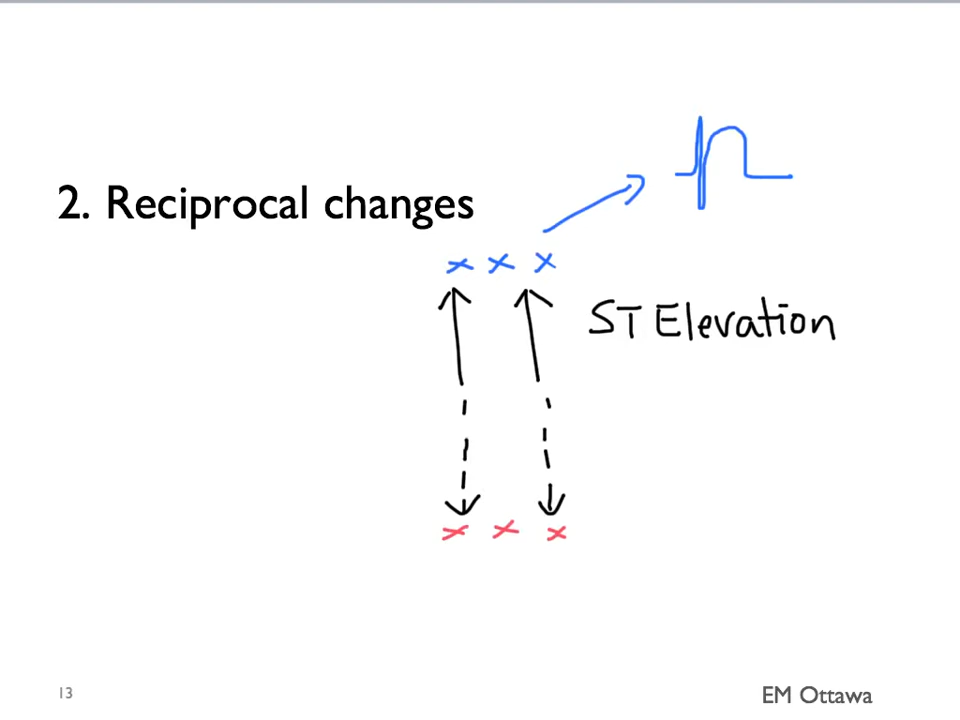 2. Reciprocal changes
x x x
ST Elevation
x x x
13
EM Ottawa